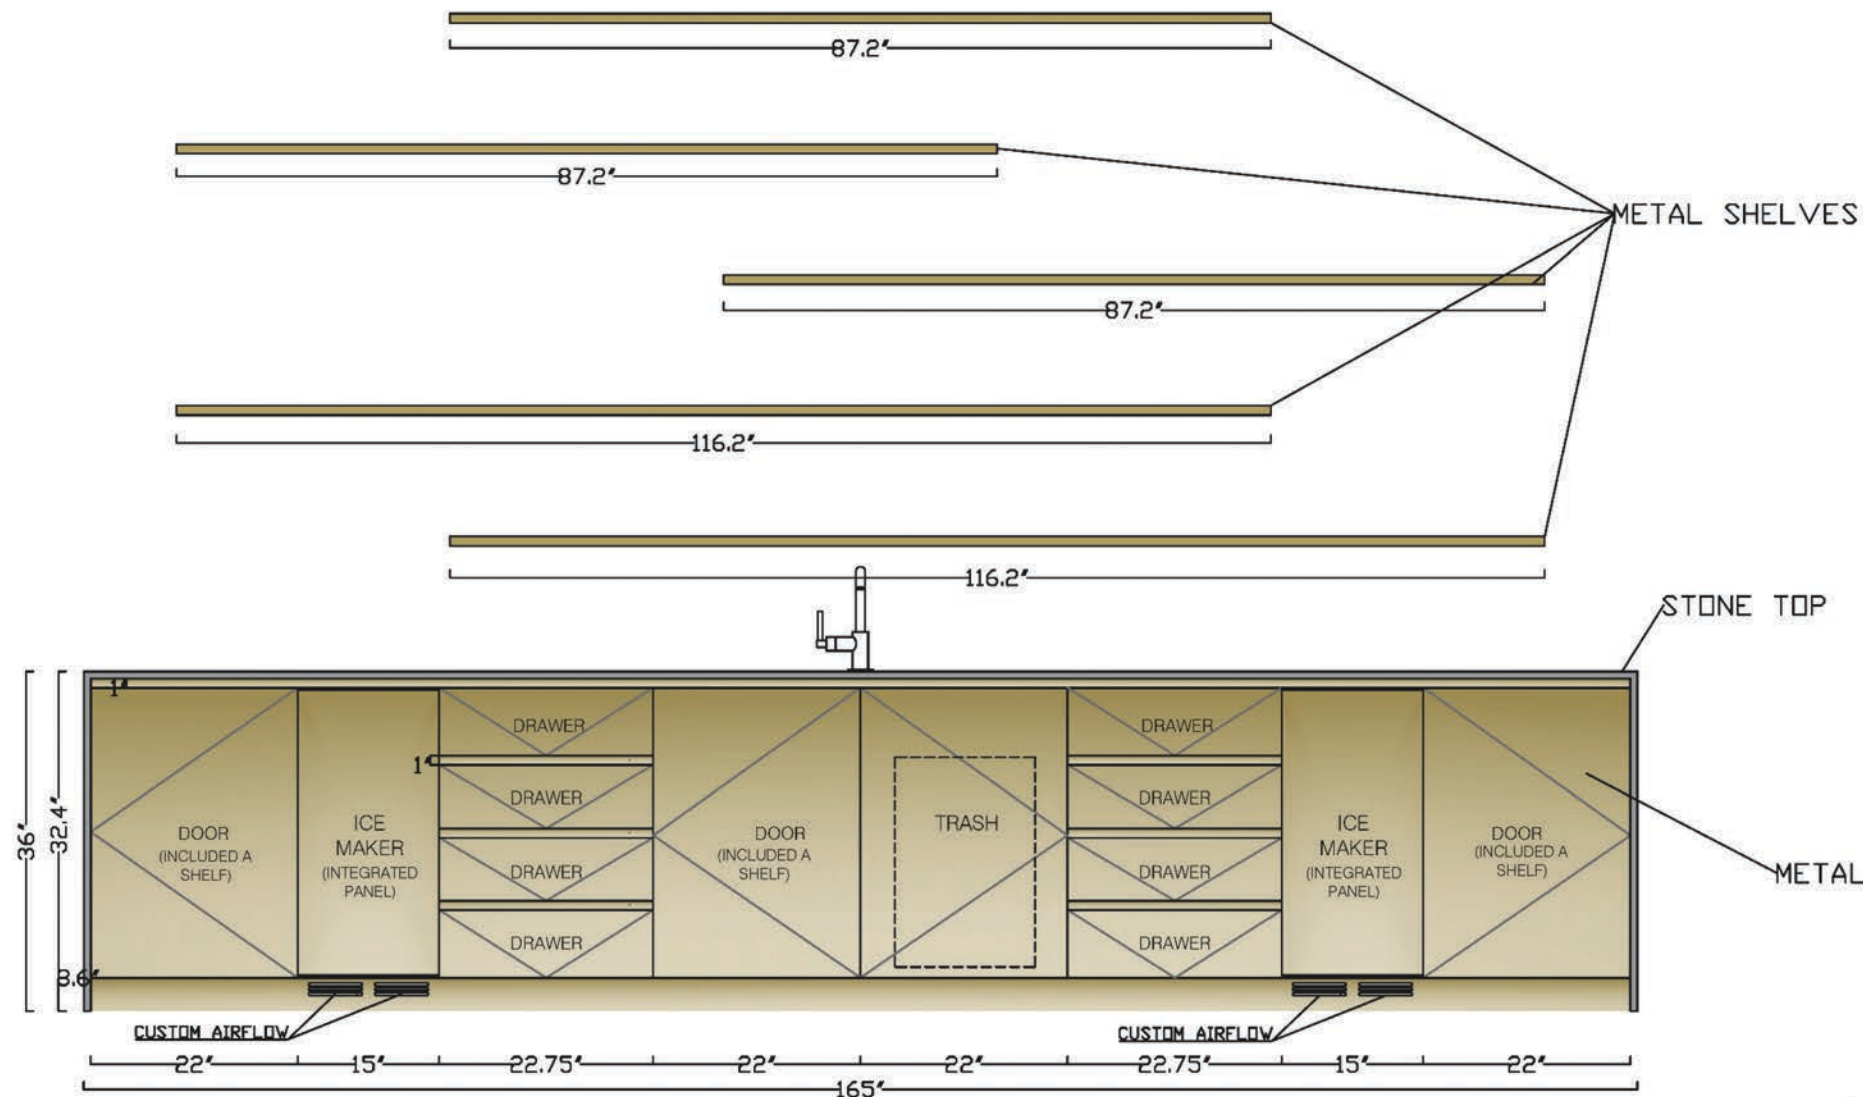 87.2"
87.2"
METAL SHELVES
87.2"
116.2"
116.2"
STONE TOP
1"
DRAWER
DRAWER
1"
DRAWER
DRAWER
36"
32.4"
DOOR
(INCLUDED A
SHELF)
ICE
MAKER
(INTEGRATED
PANEL)
DOOR
(INCLUDED A
SHELF)
TRASH
ICE
MAKER
(INTEGRATED
PANEL)
DOOR
(INCLUDED A
SHELF)
METAL
DRAWER
DRAWER
DRAWER
DRAWER
3.6"
CUSTOM AIRFLOW
CUSTOM AIRFLOW
22"
15"
22.75"
22"
22"
22.75"
15"
22"
165"